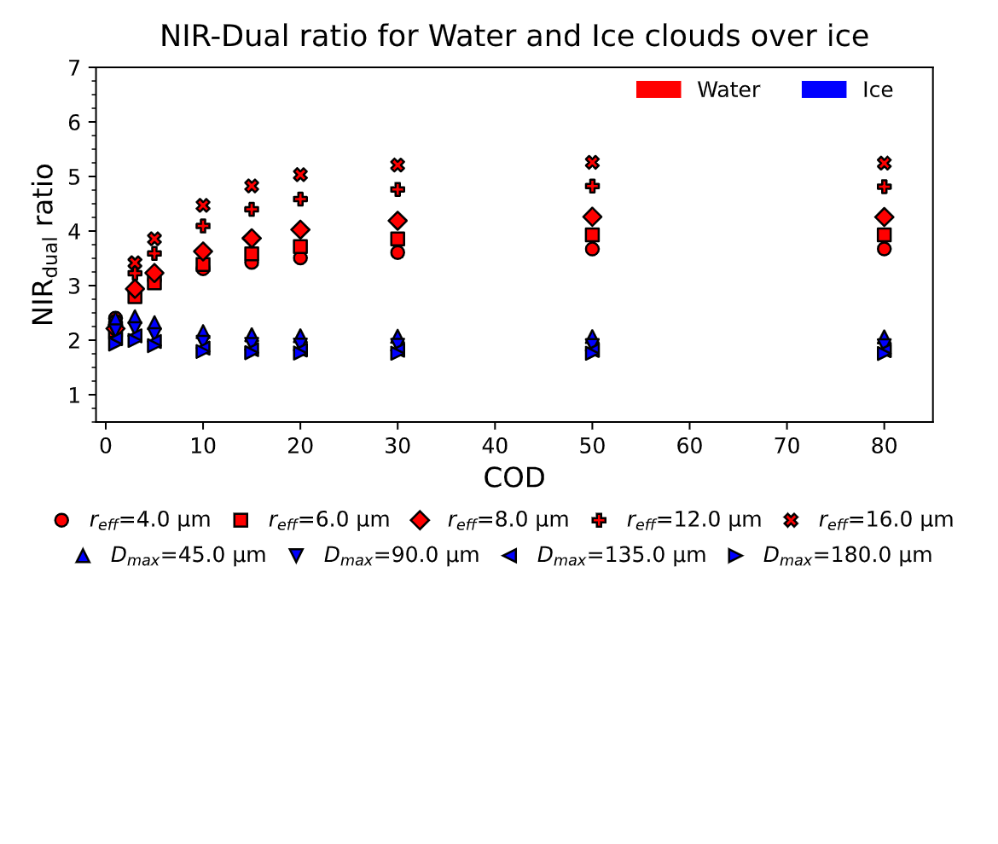 NIR-Dual ratio for Water and Ice clouds over ice
7
6
5
4
3
2
1
NIR_dual ratio
Water Ice
0 10 20 30 40 50 60 70 80
COD
r_eff=4.0 μm r_eff=6.0 μm r_eff=8.0 μm r_eff=12.0 μm r_eff=16.0 μm
D_max=45.0 μm D_max=90.0 μm D_max=135.0 μm D_max=180.0 μm